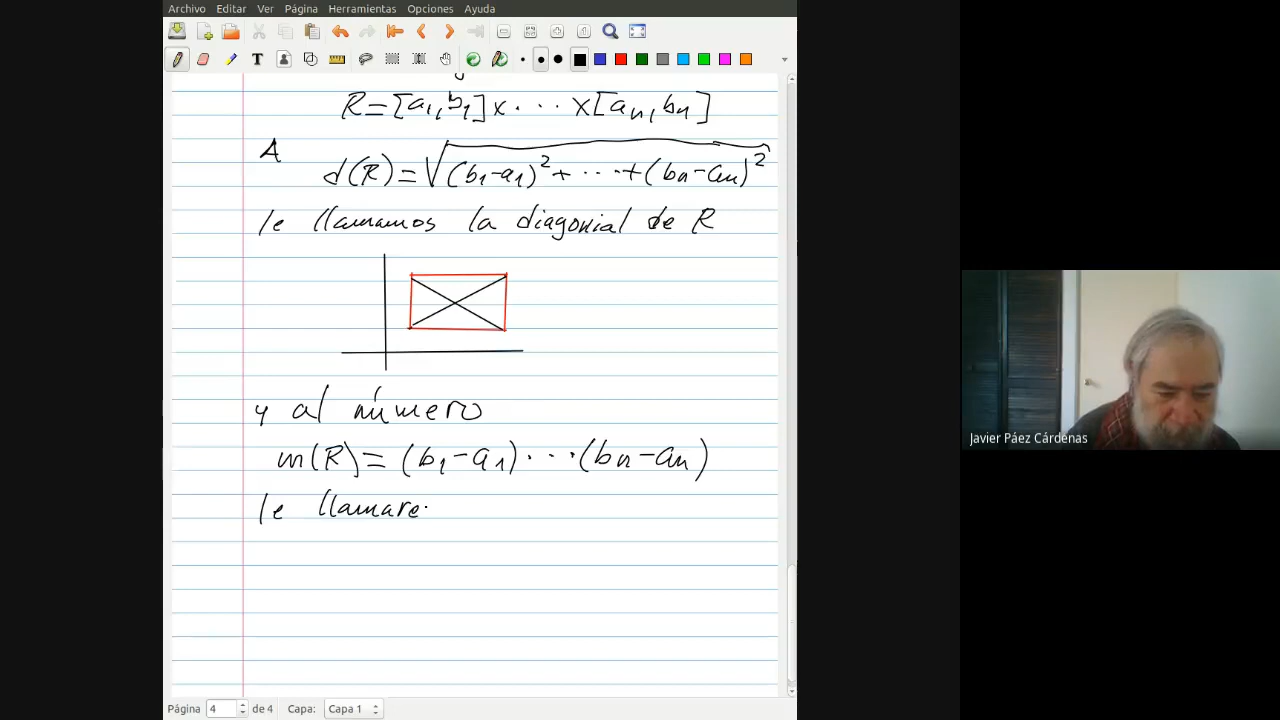 Archivo Editar Ver Página Herramientas Opciones Ayuda
R=[a1,b1]x···x[an,bn]
A
d(R)=√(b1-a1)²+···+(bn-an)²
le llamamos la diagonial de R
y al número
m(R)=(b1-a1)···(bn-an)
le llamare
Página 4 de 4 Capa: Capa 1
Javier Páez Cárdenas